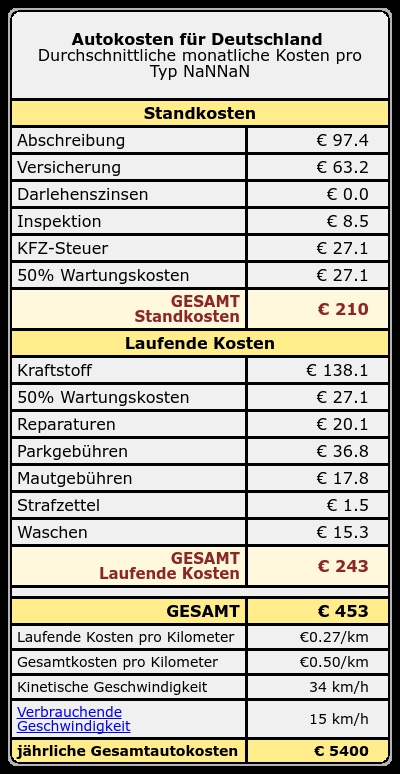 Autokosten für Deutschland
Durchschnittliche monatliche Kosten pro
Typ NaNNaN
Standkosten
Abschreibung € 97.4
Versicherung € 63.2
Darlehenszinsen € 0.0
Inspektion € 8.5
KFZ-Steuer € 27.1
50% Wartungskosten € 27.1
GESAMT
Standkosten € 210
Laufende Kosten
Kraftstoff € 138.1
50% Wartungskosten € 27.1
Reparaturen € 20.1
Parkgebühren € 36.8
Mautgebühren € 17.8
Strafzettel € 1.5
Waschen € 15.3
GESAMT
Laufende Kosten € 243
GESAMT € 453
Laufende Kosten pro Kilometer €0.27/km
Gesamtkosten pro Kilometer €0.50/km
Kinetische Geschwindigkeit 34 km/h
Verbrauchende
Geschwindigkeit 15 km/h
jährliche Gesamtautokosten € 5400